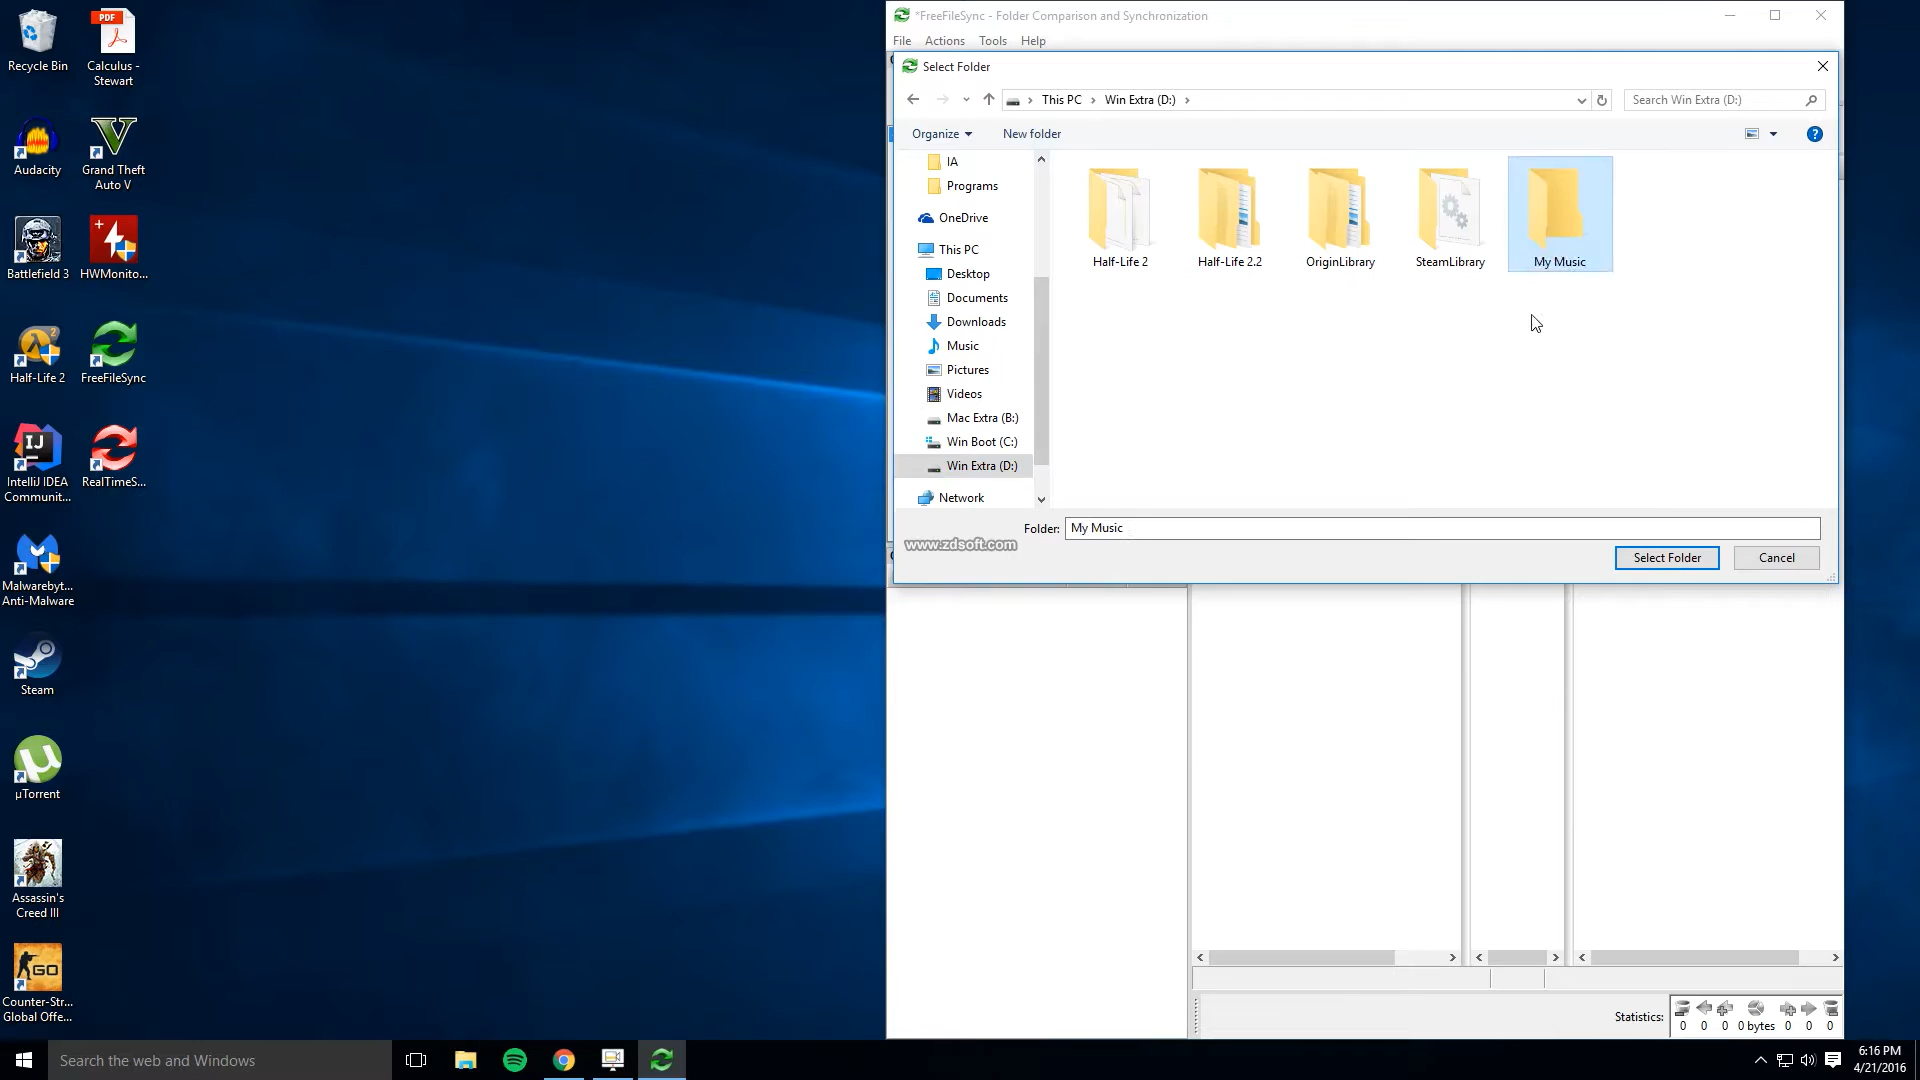 Recycle Bin
Calculus -
Stewart
Audacity
Grand Theft
Auto V
Battlefield 3
HWMonito...
Half-Life 2
FreeFileSync
IntelliJ IDEA
Communit...
RealTimeS...
Malwarebyt...
Anti-Malware
Steam
µTorrent
Assassin's
Creed III
Counter-Str...
Global Offe...
*FreeFileSync - Folder Comparison and Synchronization
File Actions Tools Help
Select Folder
This PC > Win Extra (D:) >
Search Win Extra (D:)
Organize
New folder
IA
Programs
OneDrive
This PC
Desktop
Documents
Downloads
Music
Pictures
Videos
Mac Extra (B:)
Win Boot (C:)
Win Extra (D:)
Network
Half-Life 2
Half-Life 2.2
OriginLibrary
SteamLibrary
My Music
Folder: My Music
www.zdsoft.com
Select Folder
Cancel
Statistics:
0 0 0 0 bytes 0 0 0
Search the web and Windows
6:16 PM
4/21/2016